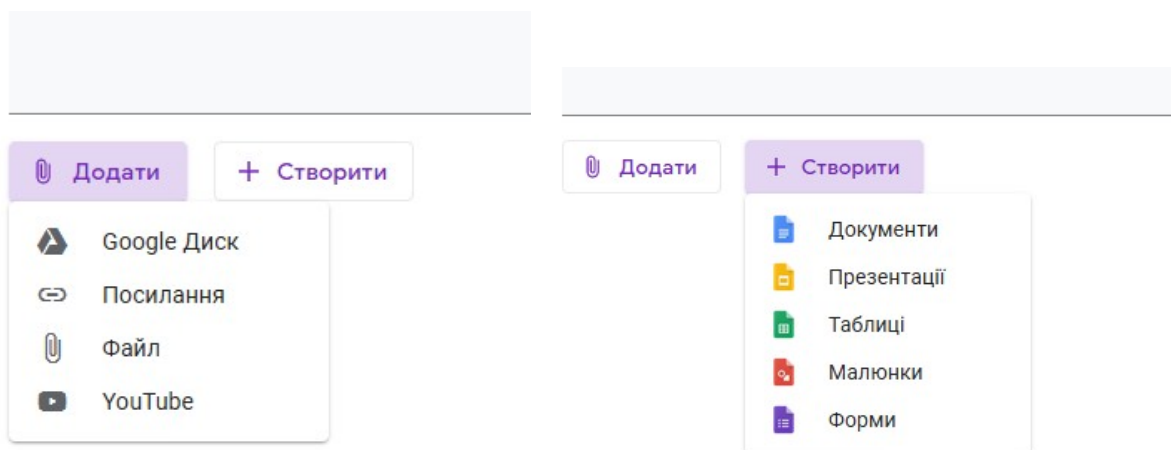 Додати
+ Створити
Google Диск
Посилання
Файл
YouTube
Додати
+ Створити
Документи
Презентації
Таблиці
Малюнки
Форми